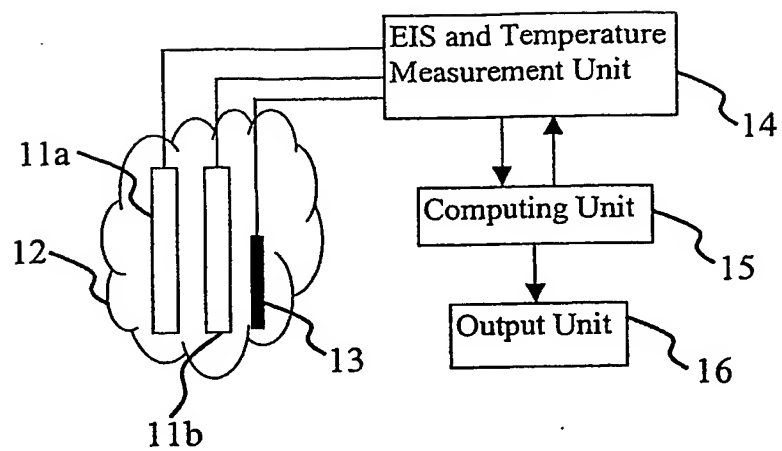 EIS and Temperature
Measurement Unit
14
11a
Computing Unit
12
15
Output Unit
13
16
11b